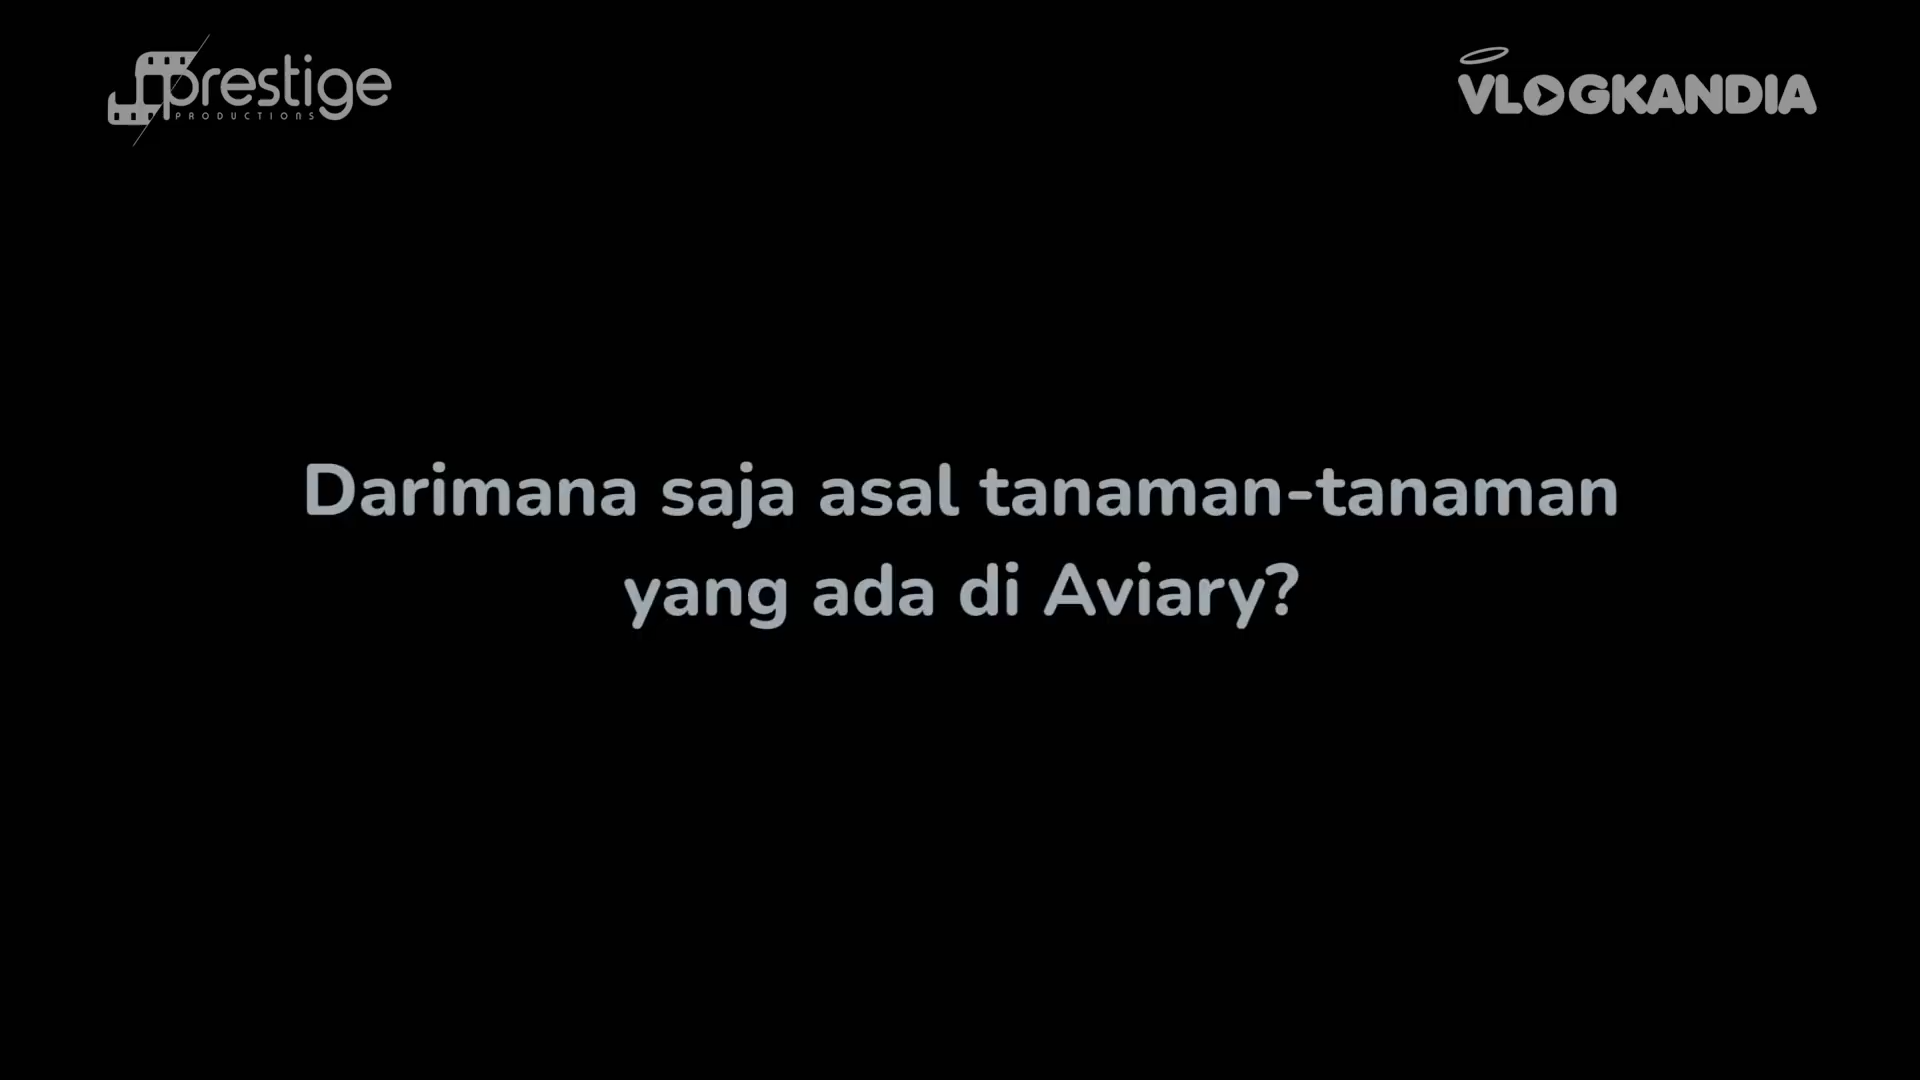 prestige
PRODUCTIONS
VLOGKANDIA
Darimana saja asal tanaman-tanaman
yang ada di Aviary?